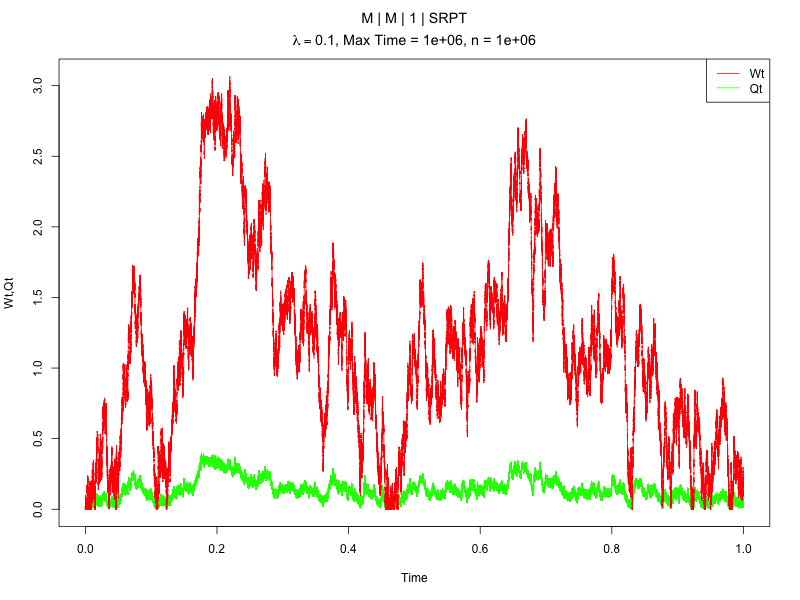 M | M | 1 | SRPT
λ = 0.1, Max Time = 1e+06, n = 1e+06
Wt
Qt
3.0
2.5
2.0
1.5
1.0
0.5
0.0
Wt,Qt
0.0 0.2 0.4 0.6 0.8 1.0
Time